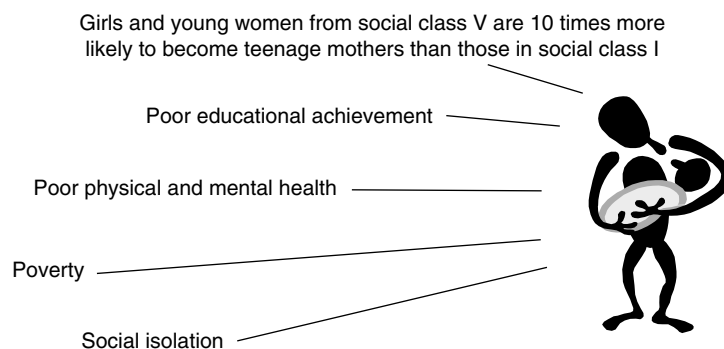 Girls and young women from social class V are 10 times more
likely to become teenage mothers than those in social class I
Poor educational achievement
Poor physical and mental health
Poverty
Social isolation